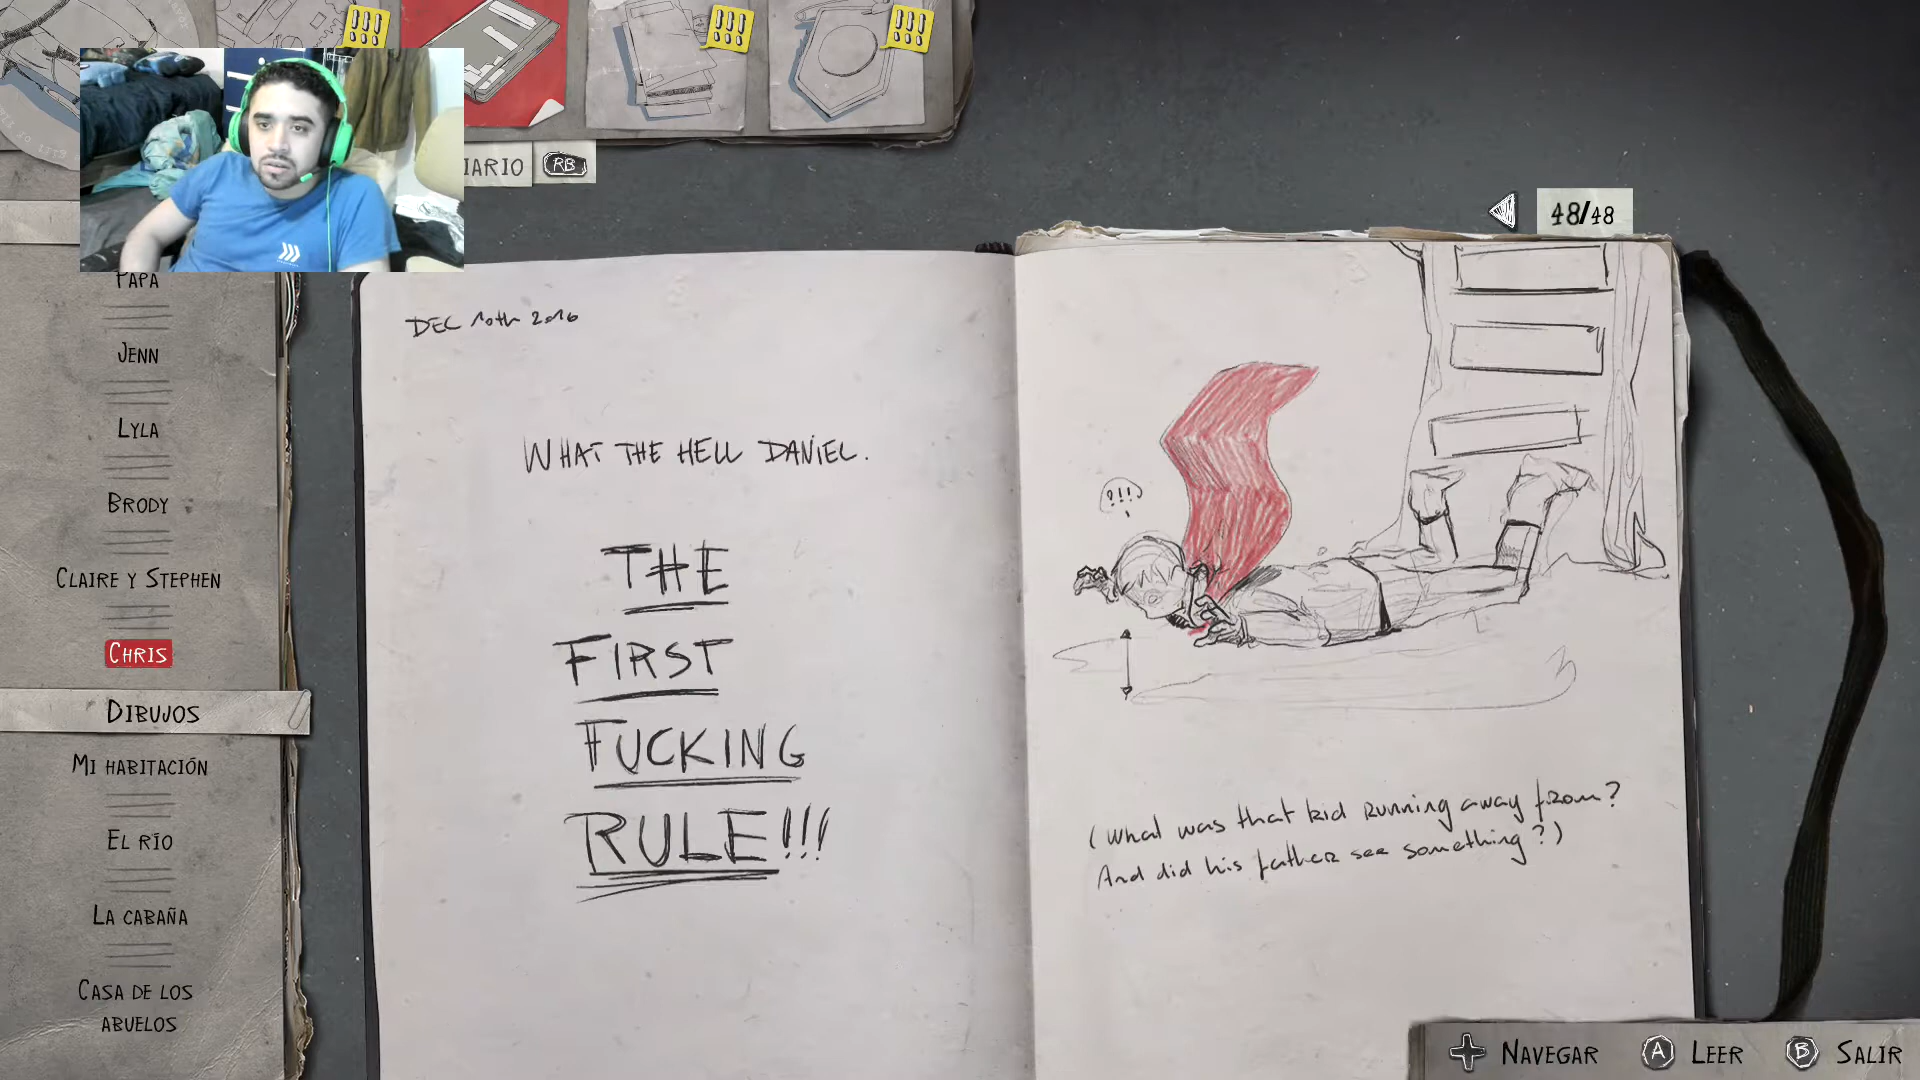 !!!
!!!
!!!
IARIO RB
48/48
PAPA
JENN
LYLA
BRODY
CLAIRE Y STEPHEN
CHRIS
DIBUJOS
MI HABITACIÓN
EL RÍO
LA CABAÑA
CASA DE LOS
ABUELOS
DEC 10th 2016
WHAT THE HELL DANIEL.
THE
FIRST
FUCKING
RULE!!!
?!!
(What was that kid running away from?
And did his father see something?)
NAVEGAR A LEER B SALIR